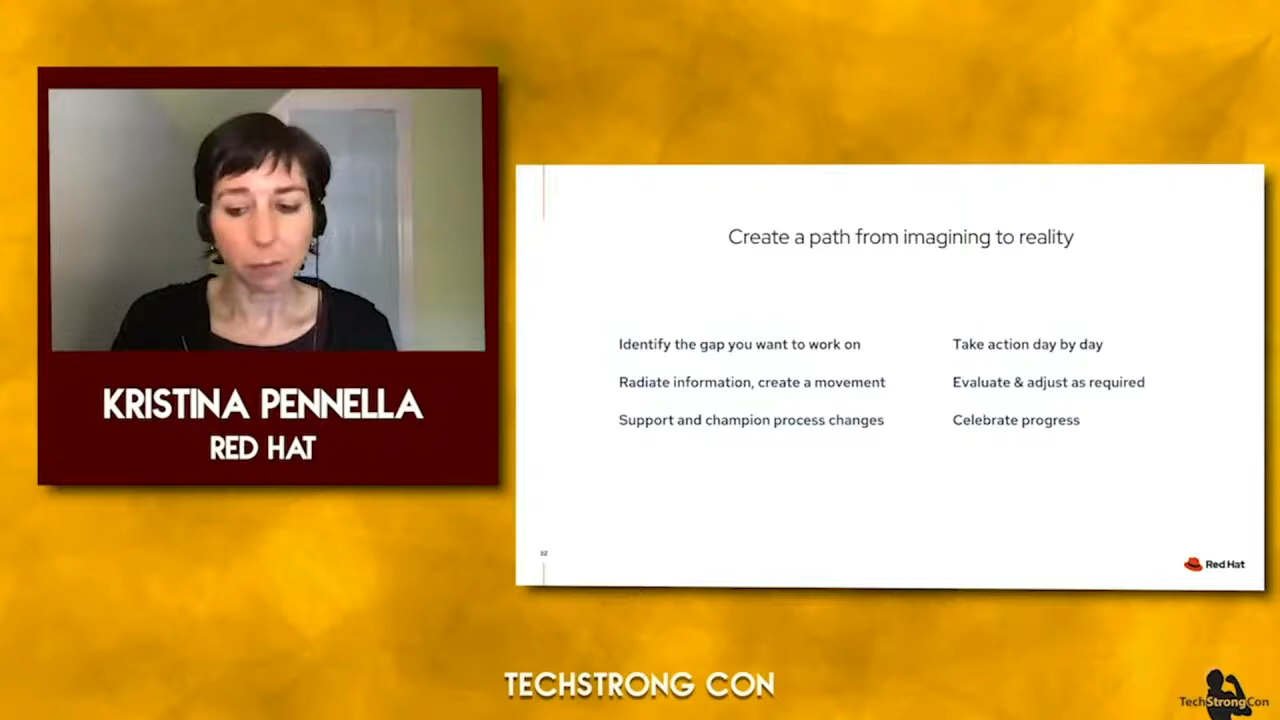 KRISTINA PENNELLA
RED HAT
Create a path from imagining to reality
Identify the gap you want to work on
Radiate information, create a movement
Support and champion process changes
Take action day by day
Evaluate & adjust as required
Celebrate progress
32
Red Hat
TECHSTRONG CON
TechStrongCon